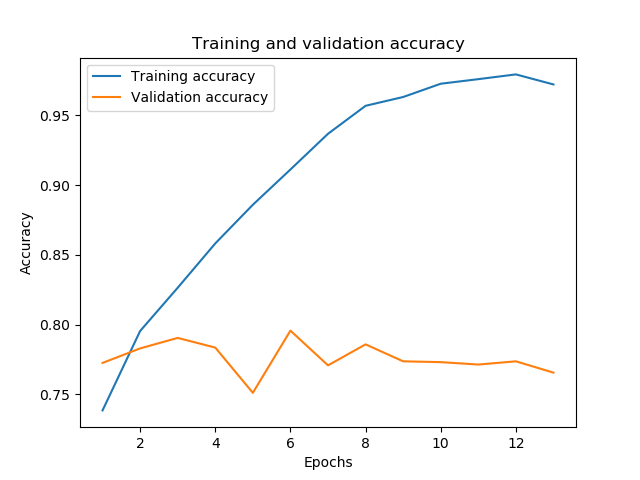 Training and validation accuracy
Training accuracy
Validation accuracy
0.95
0.90
0.85
0.80
0.75
Accuracy
2 4 6 8 10 12
Epochs